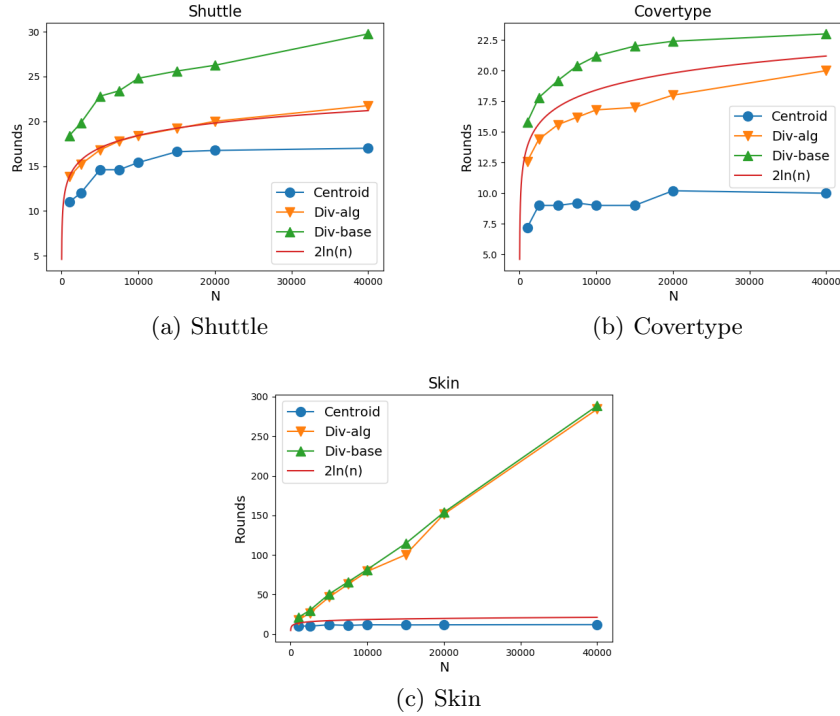 Shuttle
30
25
20
15
10
5
Rounds
0
10000
20000
30000
40000
N
Centroid
Div-alg
Div-base
2ln(n)
(a) Shuttle
Covertype
22.5
20.0
17.5
15.0
12.5
10.0
7.5
5.0
Rounds
0
10000
20000
30000
40000
N
Centroid
Div-alg
Div-base
2ln(n)
(b) Covertype
Skin
300
250
200
150
100
50
0
Rounds
0
10000
20000
30000
40000
N
Centroid
Div-alg
Div-base
2ln(n)
(c) Skin